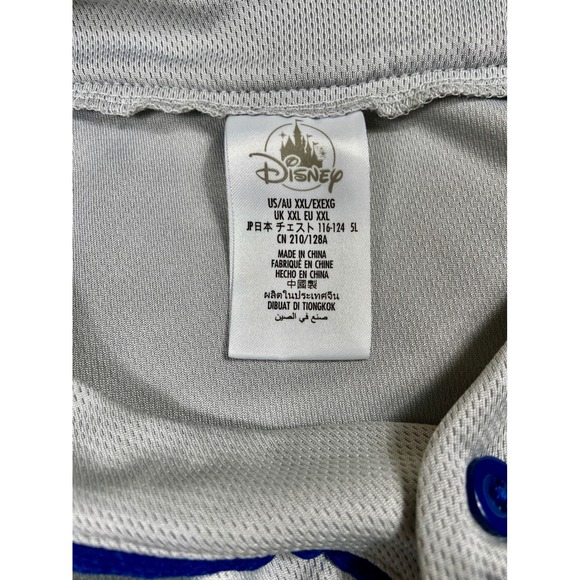 Disney
US/AU XXL/EXEXG
UK XXL EU XXL
JP日本 チェスト 116-124 5L
CN 210/128A
MADE IN CHINA
FABRIQUÉ EN CHINE
HECHO EN CHINA
中國製
ผลิตในประเทศจีน
DIBUAT DI TIONGKOK
صنع في الصين